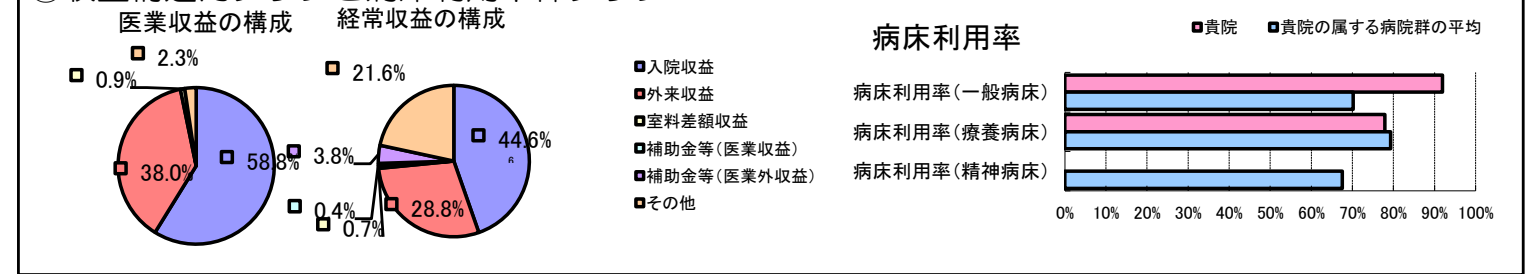 医業収益の構成
2.3%
0.9%
38.0%
58.8%
経常収益の構成
21.6%
3.8%
0.4%
0.7%
28.8%
44.6%
入院収益
外来収益
室料差額収益
補助金等(医業収益)
補助金等(医業外収益)
その他
病床利用率
貴院 貴院の属する病院群の平均
病床利用率(一般病床)
病床利用率(療養病床)
病床利用率(精神病床)
0% 10% 20% 30% 40% 50% 60% 70% 80% 90% 100%